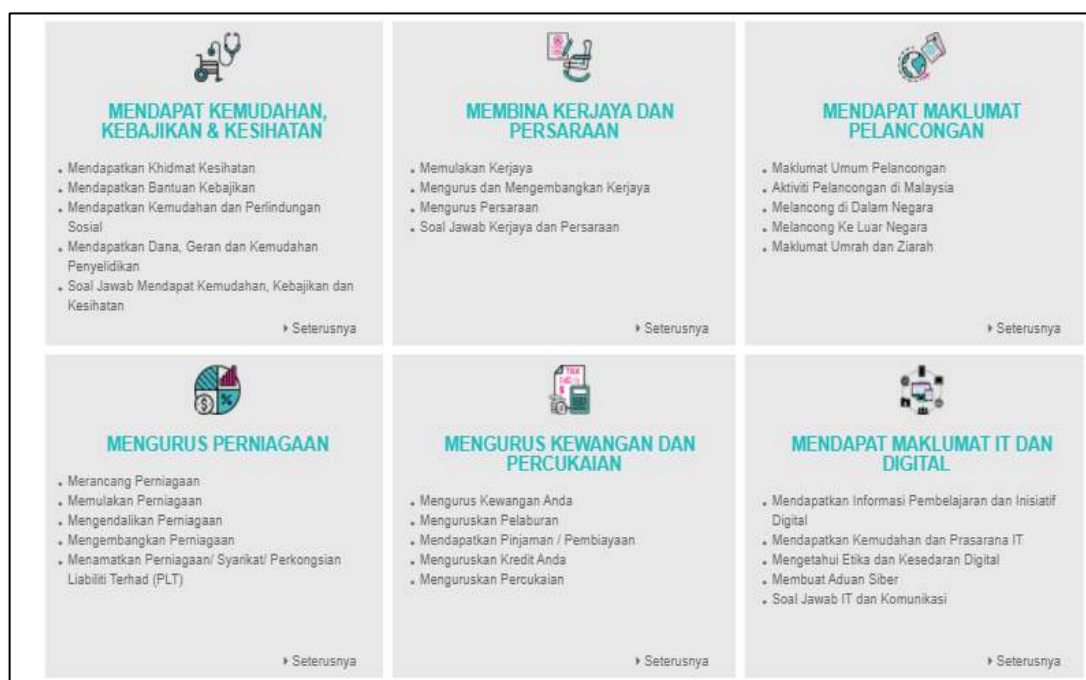 MENDAPAT KEMUDAHAN,
KEBAJIKAN & KESIHATAN
• Mendapatkan Khidmat Kesihatan
• Mendapatkan Bantuan Kebajikan
• Mendapatkan Kemudahan dan Perlindungan
Sosial
• Mendapatkan Dana, Geran dan Kemudahan
Penyelidikan
• Soal Jawab Mendapat Kemudahan, Kebajikan dan
Kesihatan
Seterusnya
MEMBINA KERJAYA DAN
PERSARAAN
• Memulakan Kerjaya
• Mengurus dan Mengembangkan Kerjaya
• Mengurus Persaraan
• Soal Jawab Kerjaya dan Persaraan
Seterusnya
MENDAPAT MAKLUMAT
PELANCONGAN
• Maklumat Umum Pelancongan
• Aktiviti Pelancongan di Malaysia
• Melancong di Dalam Negara
• Melancong Ke Luar Negara
• Maklumat Umrah dan Ziarah
Seterusnya
MENGURUS PERNIAGAAN
• Merancang Perniagaan
• Memulakan Perniagaan
• Mengendalikan Perniagaan
• Mengembangkan Perniagaan
• Menamatkan Perniagaan/ Syarikat/ Perkongsian
Liabiliti Terhad (PLT)
Seterusnya
TAX
MENGURUS KEWANGAN DAN
PERCUKAIAN
• Mengurus Kewangan Anda
• Menguruskan Pelaburan
• Mendapatkan Pinjaman / Pembiayaan
• Menguruskan Kredit Anda
• Menguruskan Percukaian
Seterusnya
MENDAPAT MAKLUMAT IT DAN
DIGITAL
• Mendapatkan Informasi Pembelajaran dan Inisiatif
Digital
• Mendapatkan Kemudahan dan Prasarana IT
• Mengetahui Etika dan Kesedaran Digital
• Membuat Aduan Siber
• Soal Jawab IT dan Komunikasi
Seterusnya